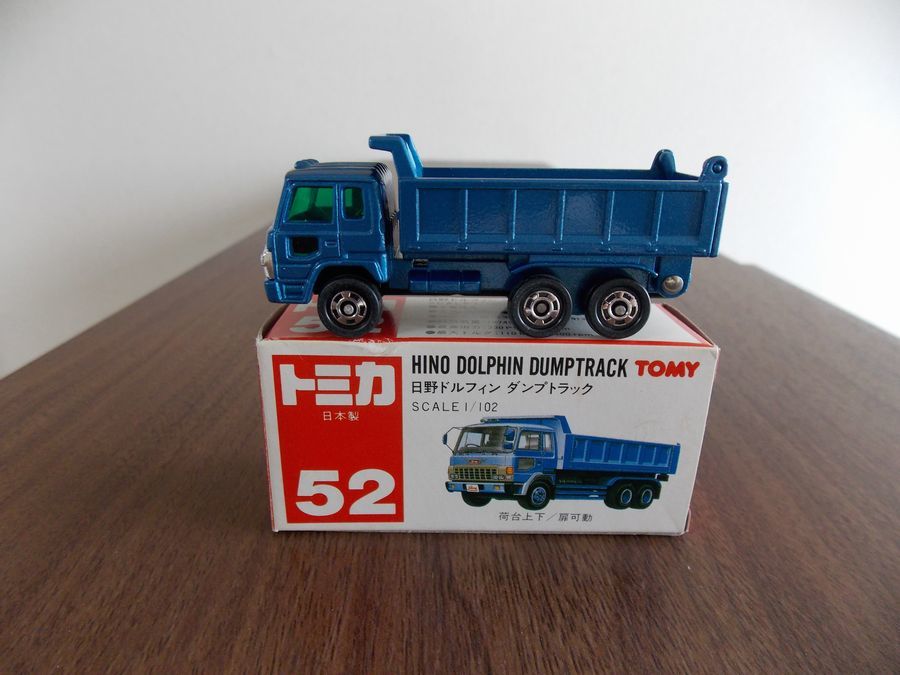 52
トミカ
日本製
52
HINO DOLPHIN DUMPTRACK TOMY
日野ドルフィン ダンプトラック
SCALE 1/102
荷台上下/扉可動